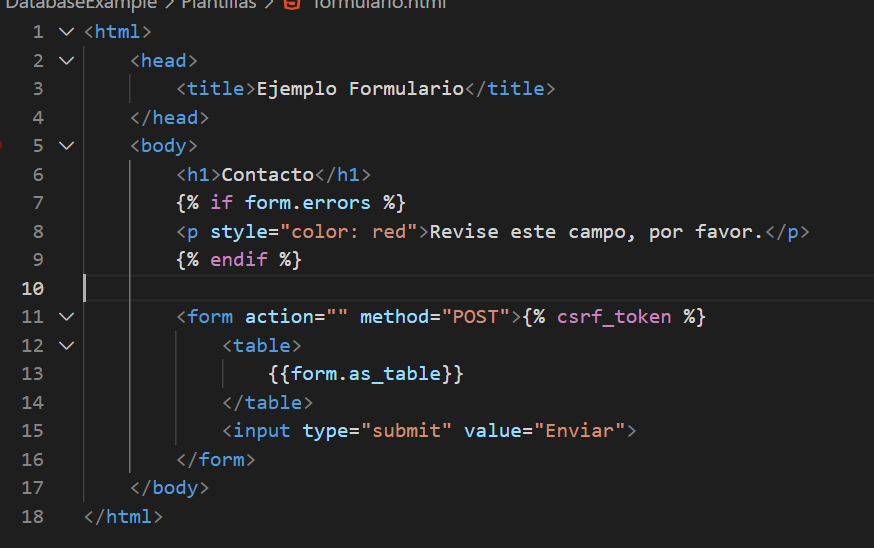 DatabaseExample > Plantillas > formulario.html
1 <html>
2 <head>
3 <title>Ejemplo Formulario</title>
4 </head>
5 <body>
6 <h1>Contacto</h1>
7 {% if form.errors %}
8 <p style="color: red">Revise este campo, por favor.</p>
9 {% endif %}
10
11 <form action="" method="POST">{% csrf_token %}
12 <table>
13 {{form.as_table}}
14 </table>
15 <input type="submit" value="Enviar">
16 </form>
17 </body>
18 </html>